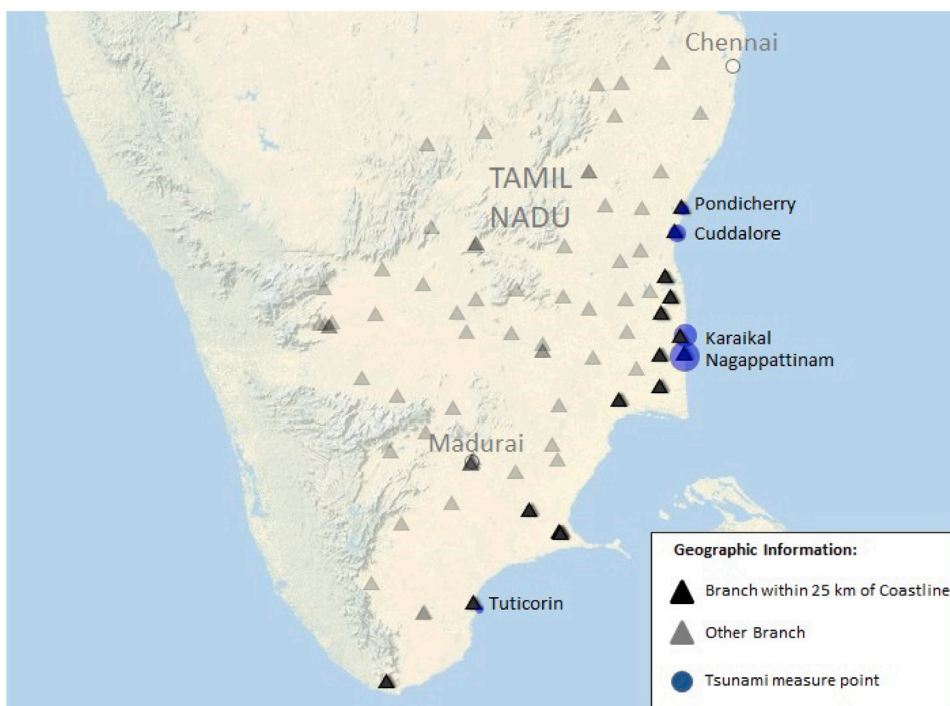 Chennai
TAMIL
NADU
Pondicherry
Cuddalore
Karaikal
Nagappattinam
Madurai
Tuticorin
Geographic Information:
Branch within 25 km of Coastline
Other Branch
Tsunami measure point